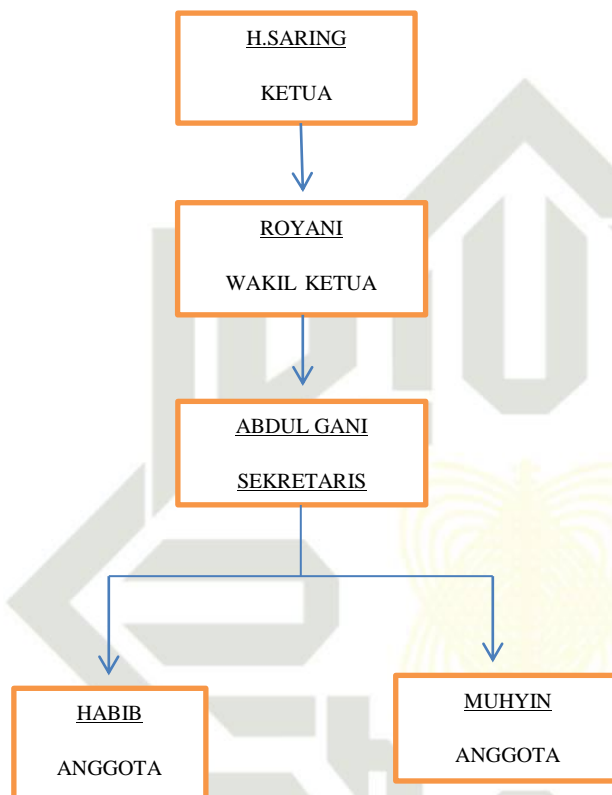 H.SARING
KETUA
ROYANI
WAKIL KETUA
ABDUL GANI
SEKRETARIS
HABIB
ANGGOTA
MUHYIN
ANGGOTA